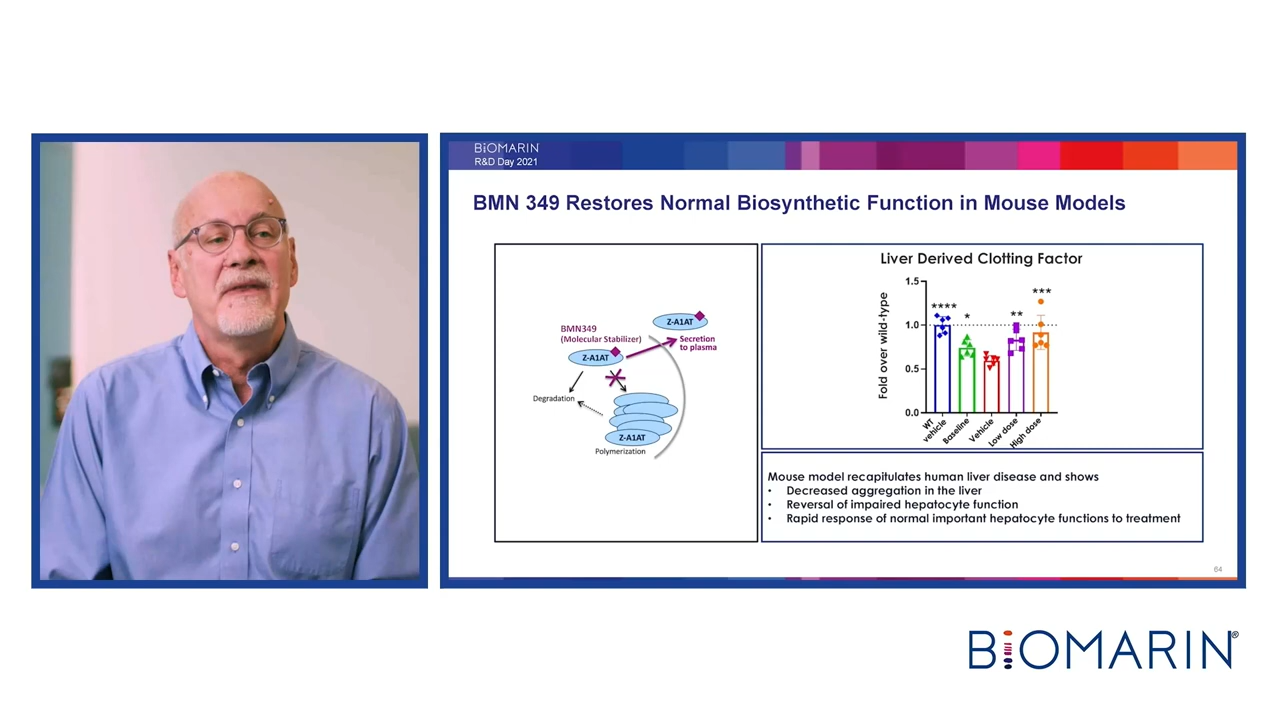 BiOMARIN
R&D Day 2021
BMN 349 Restores Normal Biosynthetic Function in Mouse Models
Z-A1AT
BMN349
(Molecular Stabilizer)
Secretion
to plasma
Z-A1AT
Degradation
Z-A1AT
Polymerization
Liver Derived Clotting Factor
Fold over wild-type
1.5
1.0
0.5
0.0
****
*
**
***
WT
vehicle
Baseline
Vehicle
Low dose
High dose
Mouse model recapitulates human liver disease and shows
• Decreased aggregation in the liver
• Reversal of impaired hepatocyte function
• Rapid response of normal important hepatocyte functions to treatment
64
BiOMARIN®